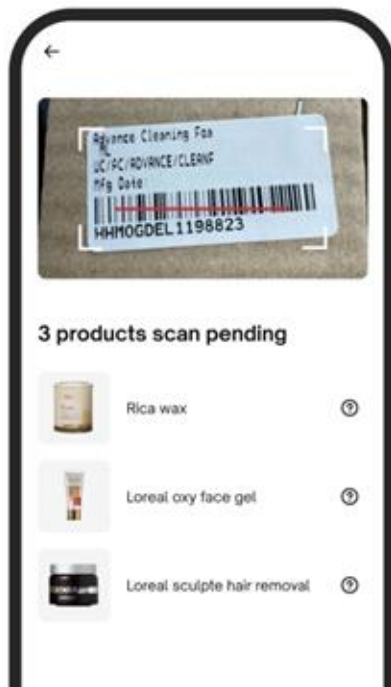 Advance Cleaning Foa
UC/PC/ADVANCE/CLEANF
Mfg Date
HHMOGDEL1198823
3 products scan pending
Rica wax
Loreal oxy face gel
Loreal sculpte hair removal